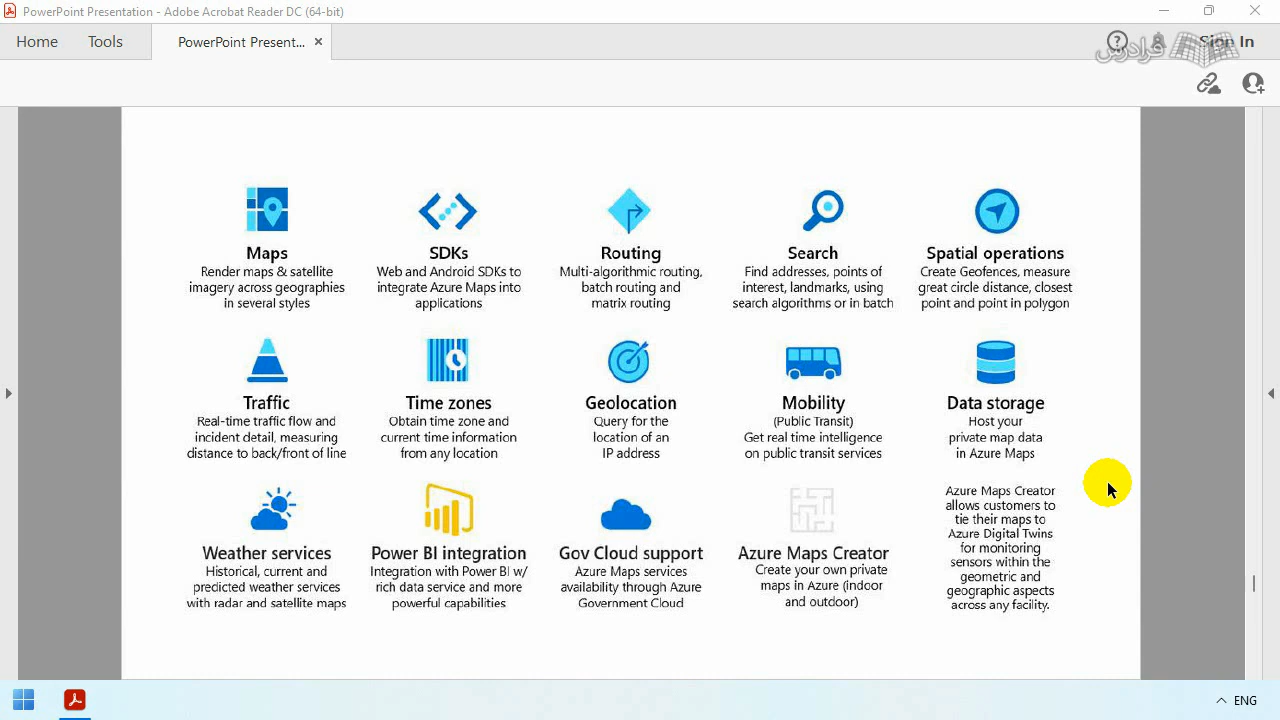 PowerPoint Presentation - Adobe Acrobat Reader DC (64-bit)
Home Tools PowerPoint Present... Sign In
فرادرس
Maps
Render maps & satellite
imagery across geographies
in several styles
SDKs
Web and Android SDKs to
integrate Azure Maps into
applications
Routing
Multi-algorithmic routing,
batch routing and
matrix routing
Search
Find addresses, points of
interest, landmarks, using
search algorithms or in batch
Spatial operations
Create Geofences, measure
great circle distance, closest
point and point in polygon
Traffic
Real-time traffic flow and
incident detail, measuring
distance to back/front of line
Time zones
Obtain time zone and
current time information
from any location
Geolocation
Query for the
location of an
IP address
Mobility
(Public Transit)
Get real time intelligence
on public transit services
Data storage
Host your
private map data
in Azure Maps
Weather services
Historical, current and
predicted weather services
with radar and satellite maps
Power BI integration
Integration with Power BI w/
rich data service and more
powerful capabilities
Gov Cloud support
Azure Maps services
availability through Azure
Government Cloud
Azure Maps Creator
Create your own private
maps in Azure (indoor
and outdoor)
Azure Maps Creator
allows customers to
tie their maps to
Azure Digital Twins
for monitoring
sensors within the
geometric and
geographic aspects
across any facility.
ENG